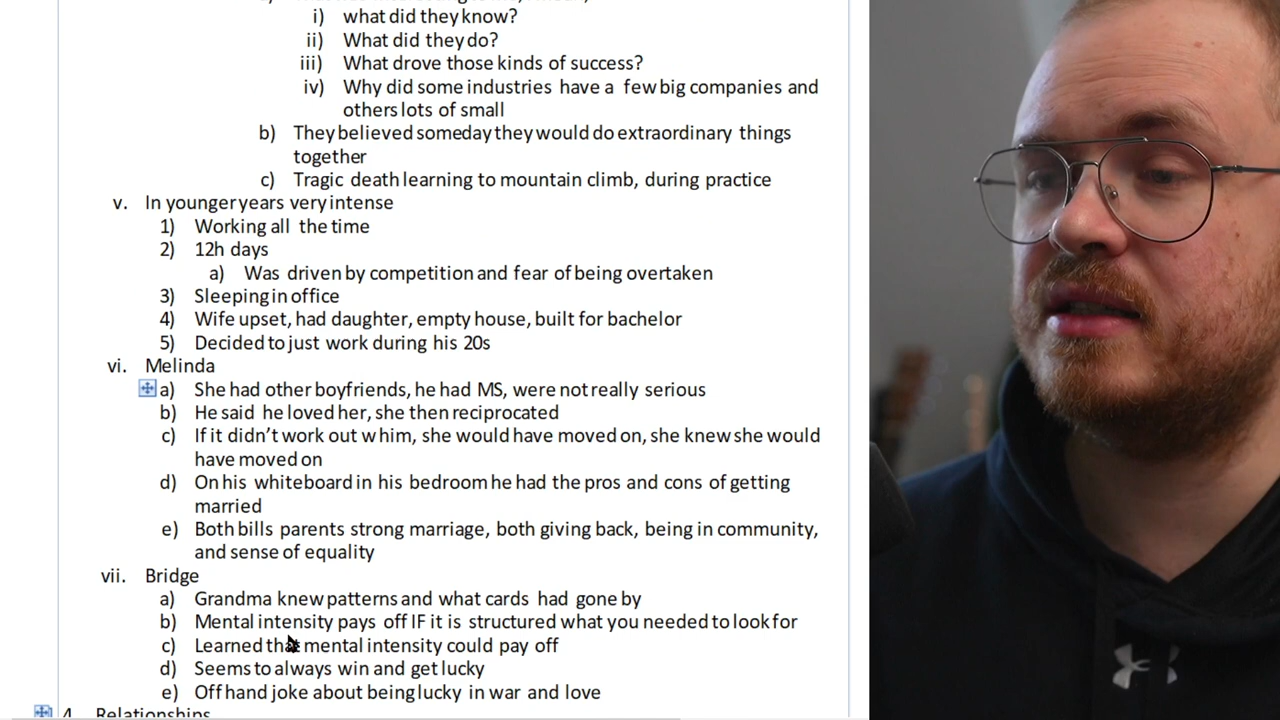 i) what did they know?
ii) What did they do?
iii) What drove those kinds of success?
iv) Why did some industries have a few big companies and
others lots of small
b) They believed someday they would do extraordinary things
together
c) Tragic death learning to mountain climb, during practice
v. In younger years very intense
1) Working all the time
2) 12h days
a) Was driven by competition and fear of being overtaken
3) Sleeping in office
4) Wife upset, had daughter, empty house, built for bachelor
5) Decided to just work during his 20s
vi. Melinda
a) She had other boyfriends, he had MS, were not really serious
b) He said he loved her, she then reciprocated
c) If it didn’t work out w him, she would have moved on, she knew she would
have moved on
d) On his whiteboard in his bedroom he had the pros and cons of getting
married
e) Both bills parents strong marriage, both giving back, being in community,
and sense of equality
vii. Bridge
a) Grandma knew patterns and what cards had gone by
b) Mental intensity pays off IF it is structured what you needed to look for
c) Learned that mental intensity could pay off
d) Seems to always win and get lucky
e) Off hand joke about being lucky in war and love
4. Relationships